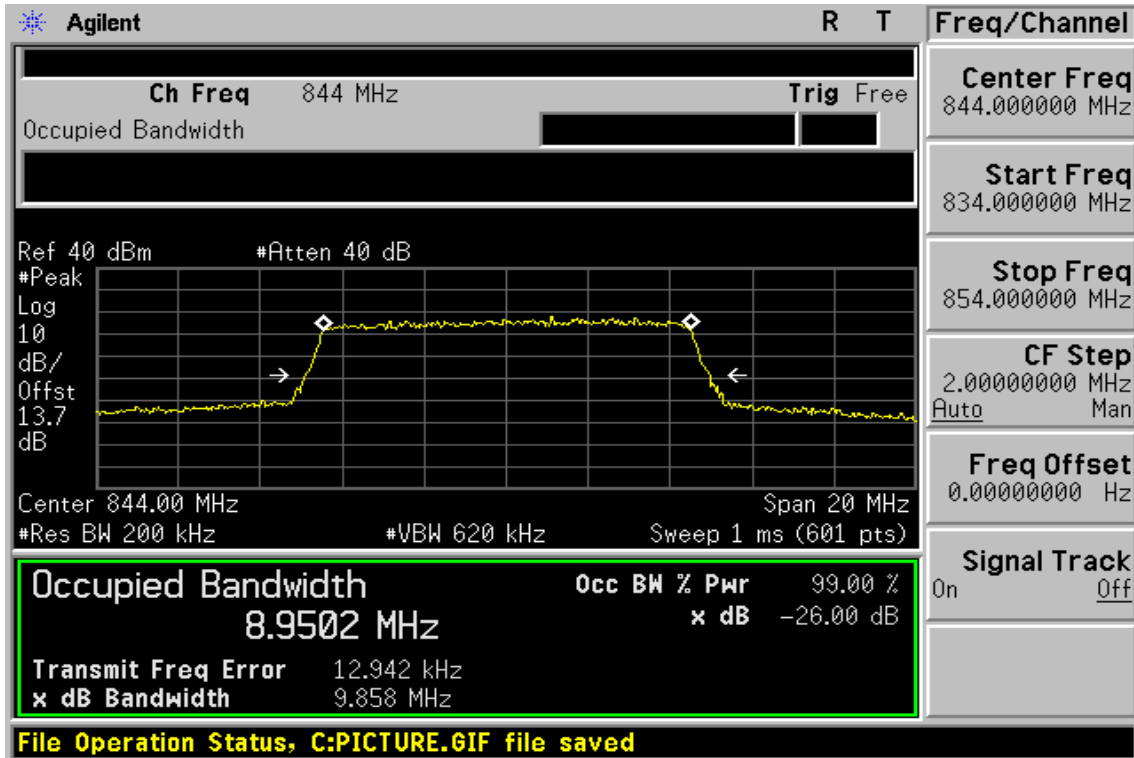 Agilent R T
Ch Freq 844 MHz Trig Free
Occupied Bandwidth
Ref 40 dBm #Atten 40 dB
#Peak
Log
10
dB/
Offst
13.7
dB
Center 844.00 MHz Span 20 MHz
#Res BW 200 kHz #VBW 620 kHz Sweep 1 ms (601 pts)
Occupied Bandwidth Occ BW % Pwr 99.00 %
8.9502 MHz x dB -26.00 dB
Transmit Freq Error 12.942 kHz
x dB Bandwidth 9.858 MHz
File Operation Status, C:PICTURE.GIF file saved
Freq/Channel
Center Freq
844.000000 MHz
Start Freq
834.000000 MHz
Stop Freq
854.000000 MHz
CF Step
2.00000000 MHz
Auto Man
Freq Offset
0.00000000 Hz
Signal Track
On Off